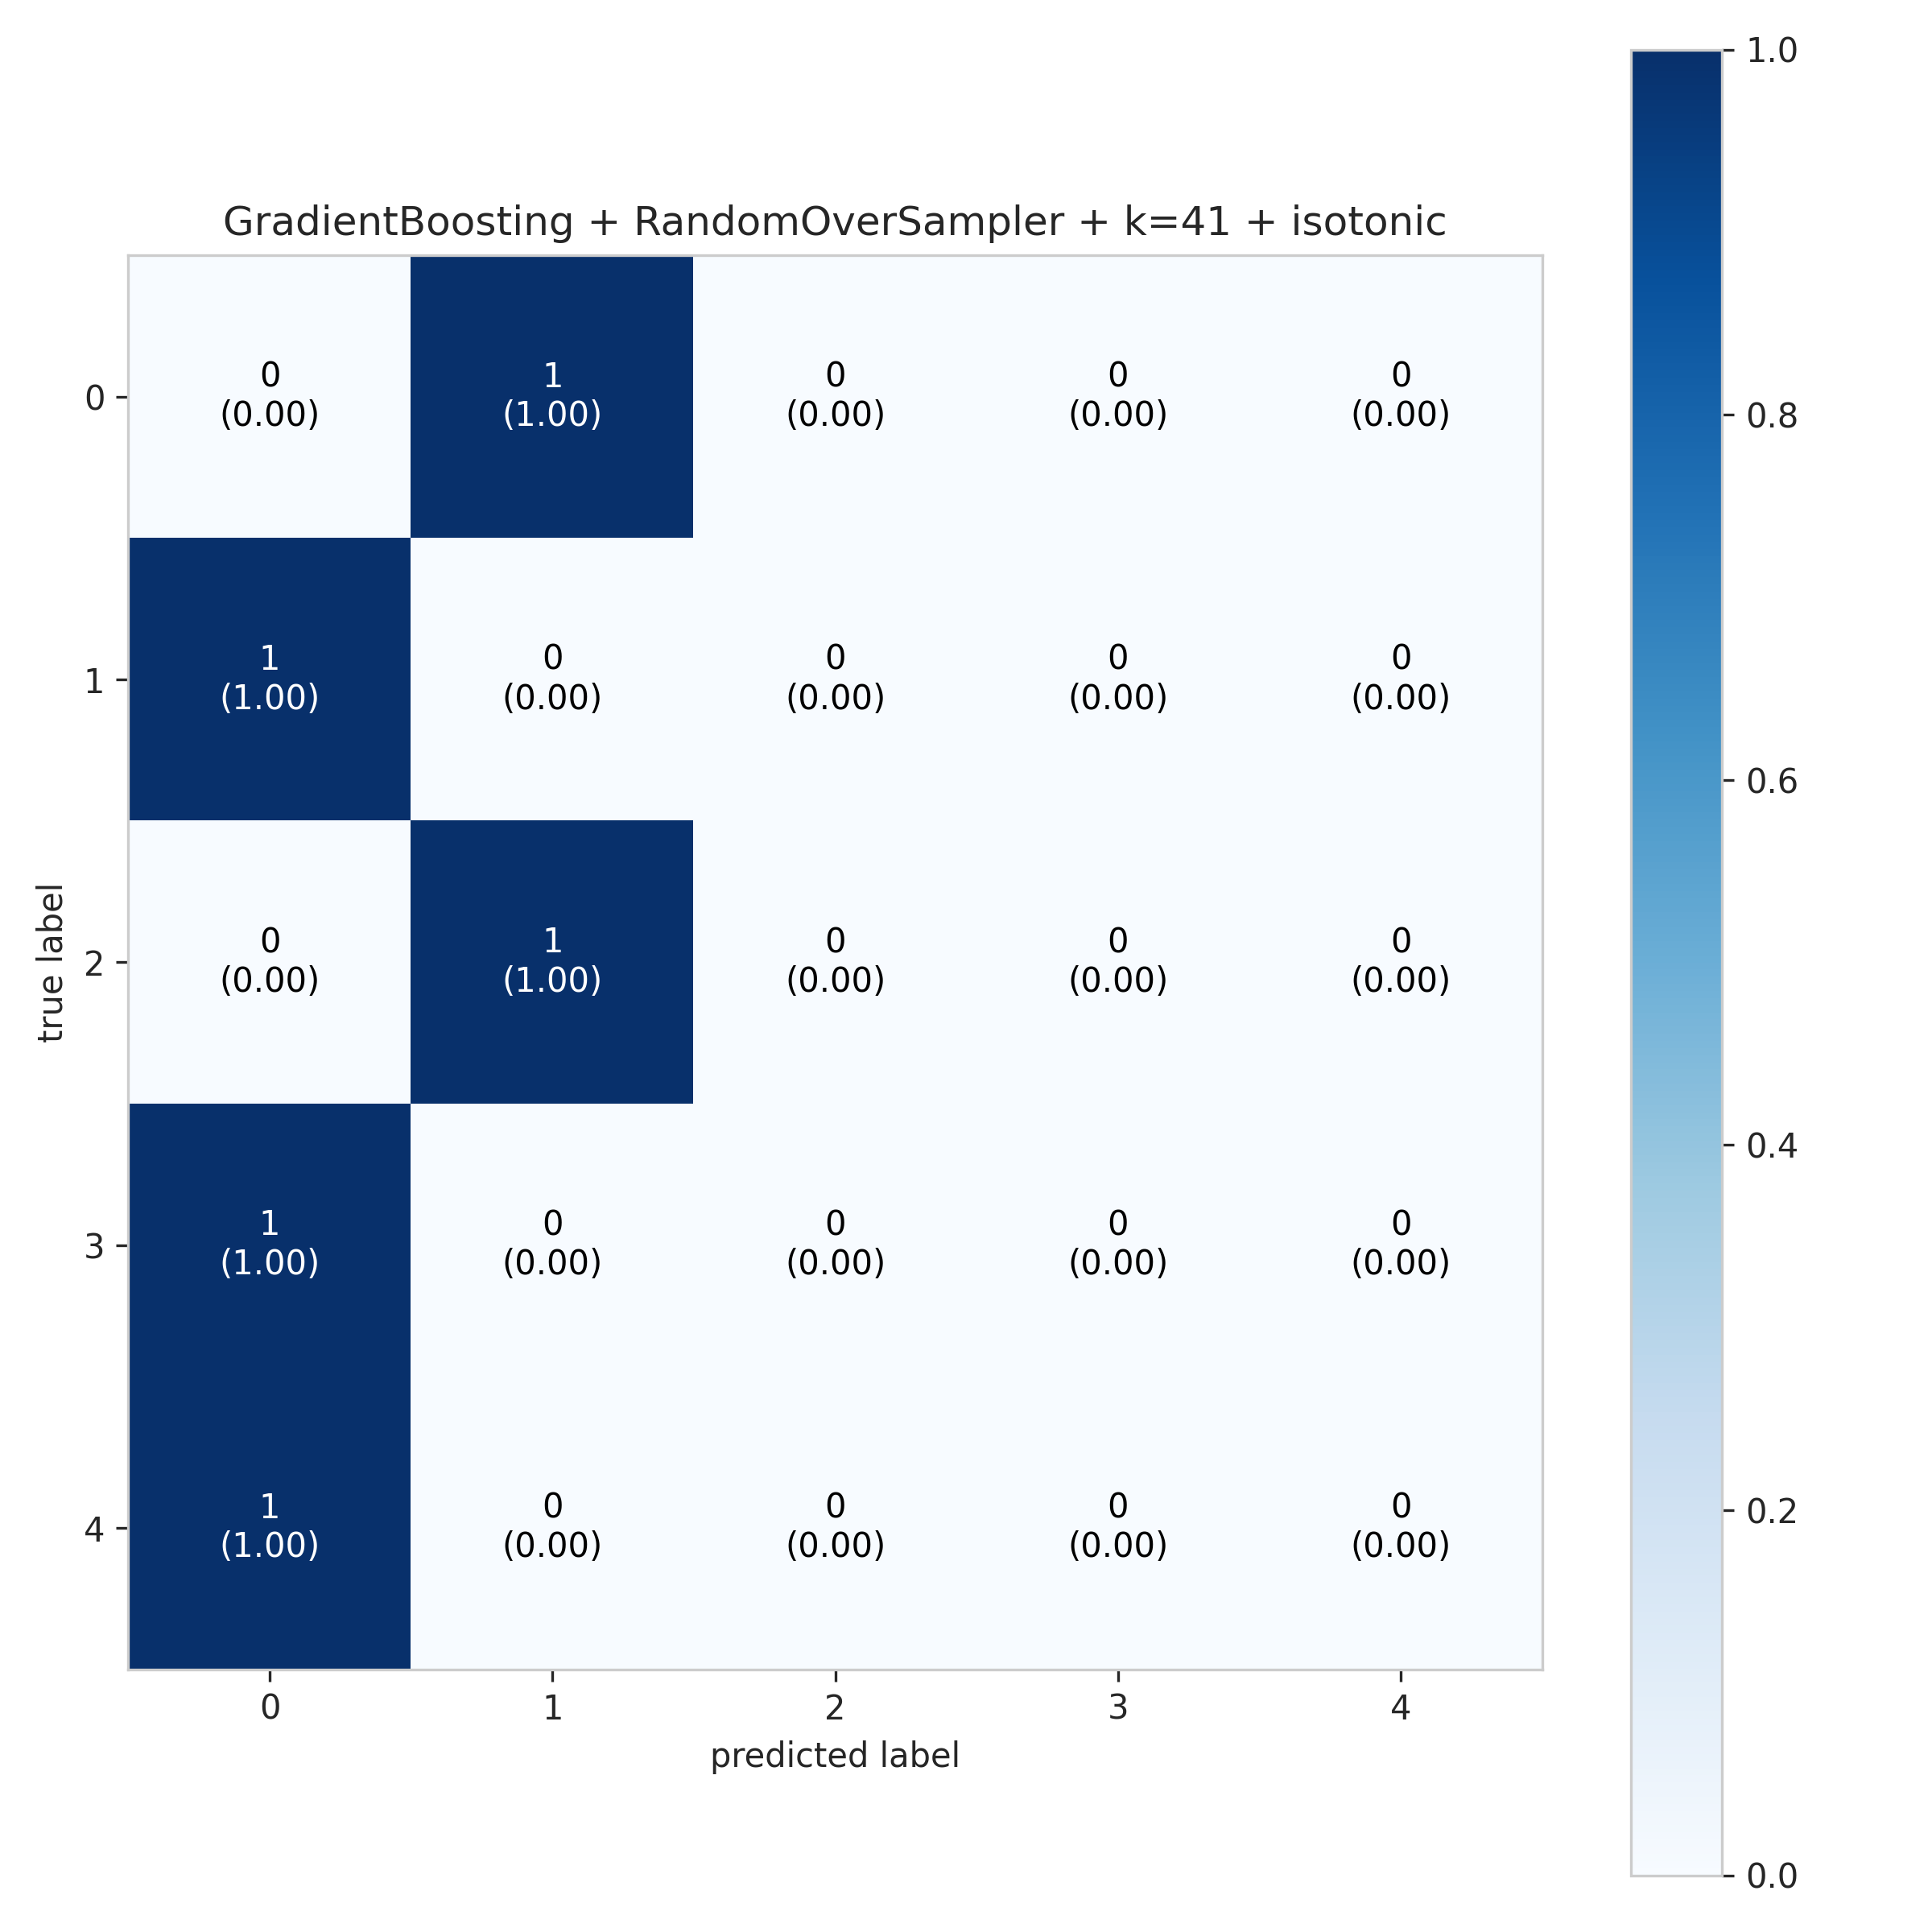 GradientBoosting + RandomOverSampler + k=41 + isotonic
1.0
0.8
0.6
0.4
0.2
0.0
true label
0
0 1 0 0 0
(0.00) (1.00) (0.00) (0.00) (0.00)
1
1 0 0 0 0
(1.00) (0.00) (0.00) (0.00) (0.00)
2
0 1 0 0 0
(0.00) (1.00) (0.00) (0.00) (0.00)
3
1 0 0 0 0
(1.00) (0.00) (0.00) (0.00) (0.00)
4
1 0 0 0 0
(1.00) (0.00) (0.00) (0.00) (0.00)
0 1 2 3 4
predicted label